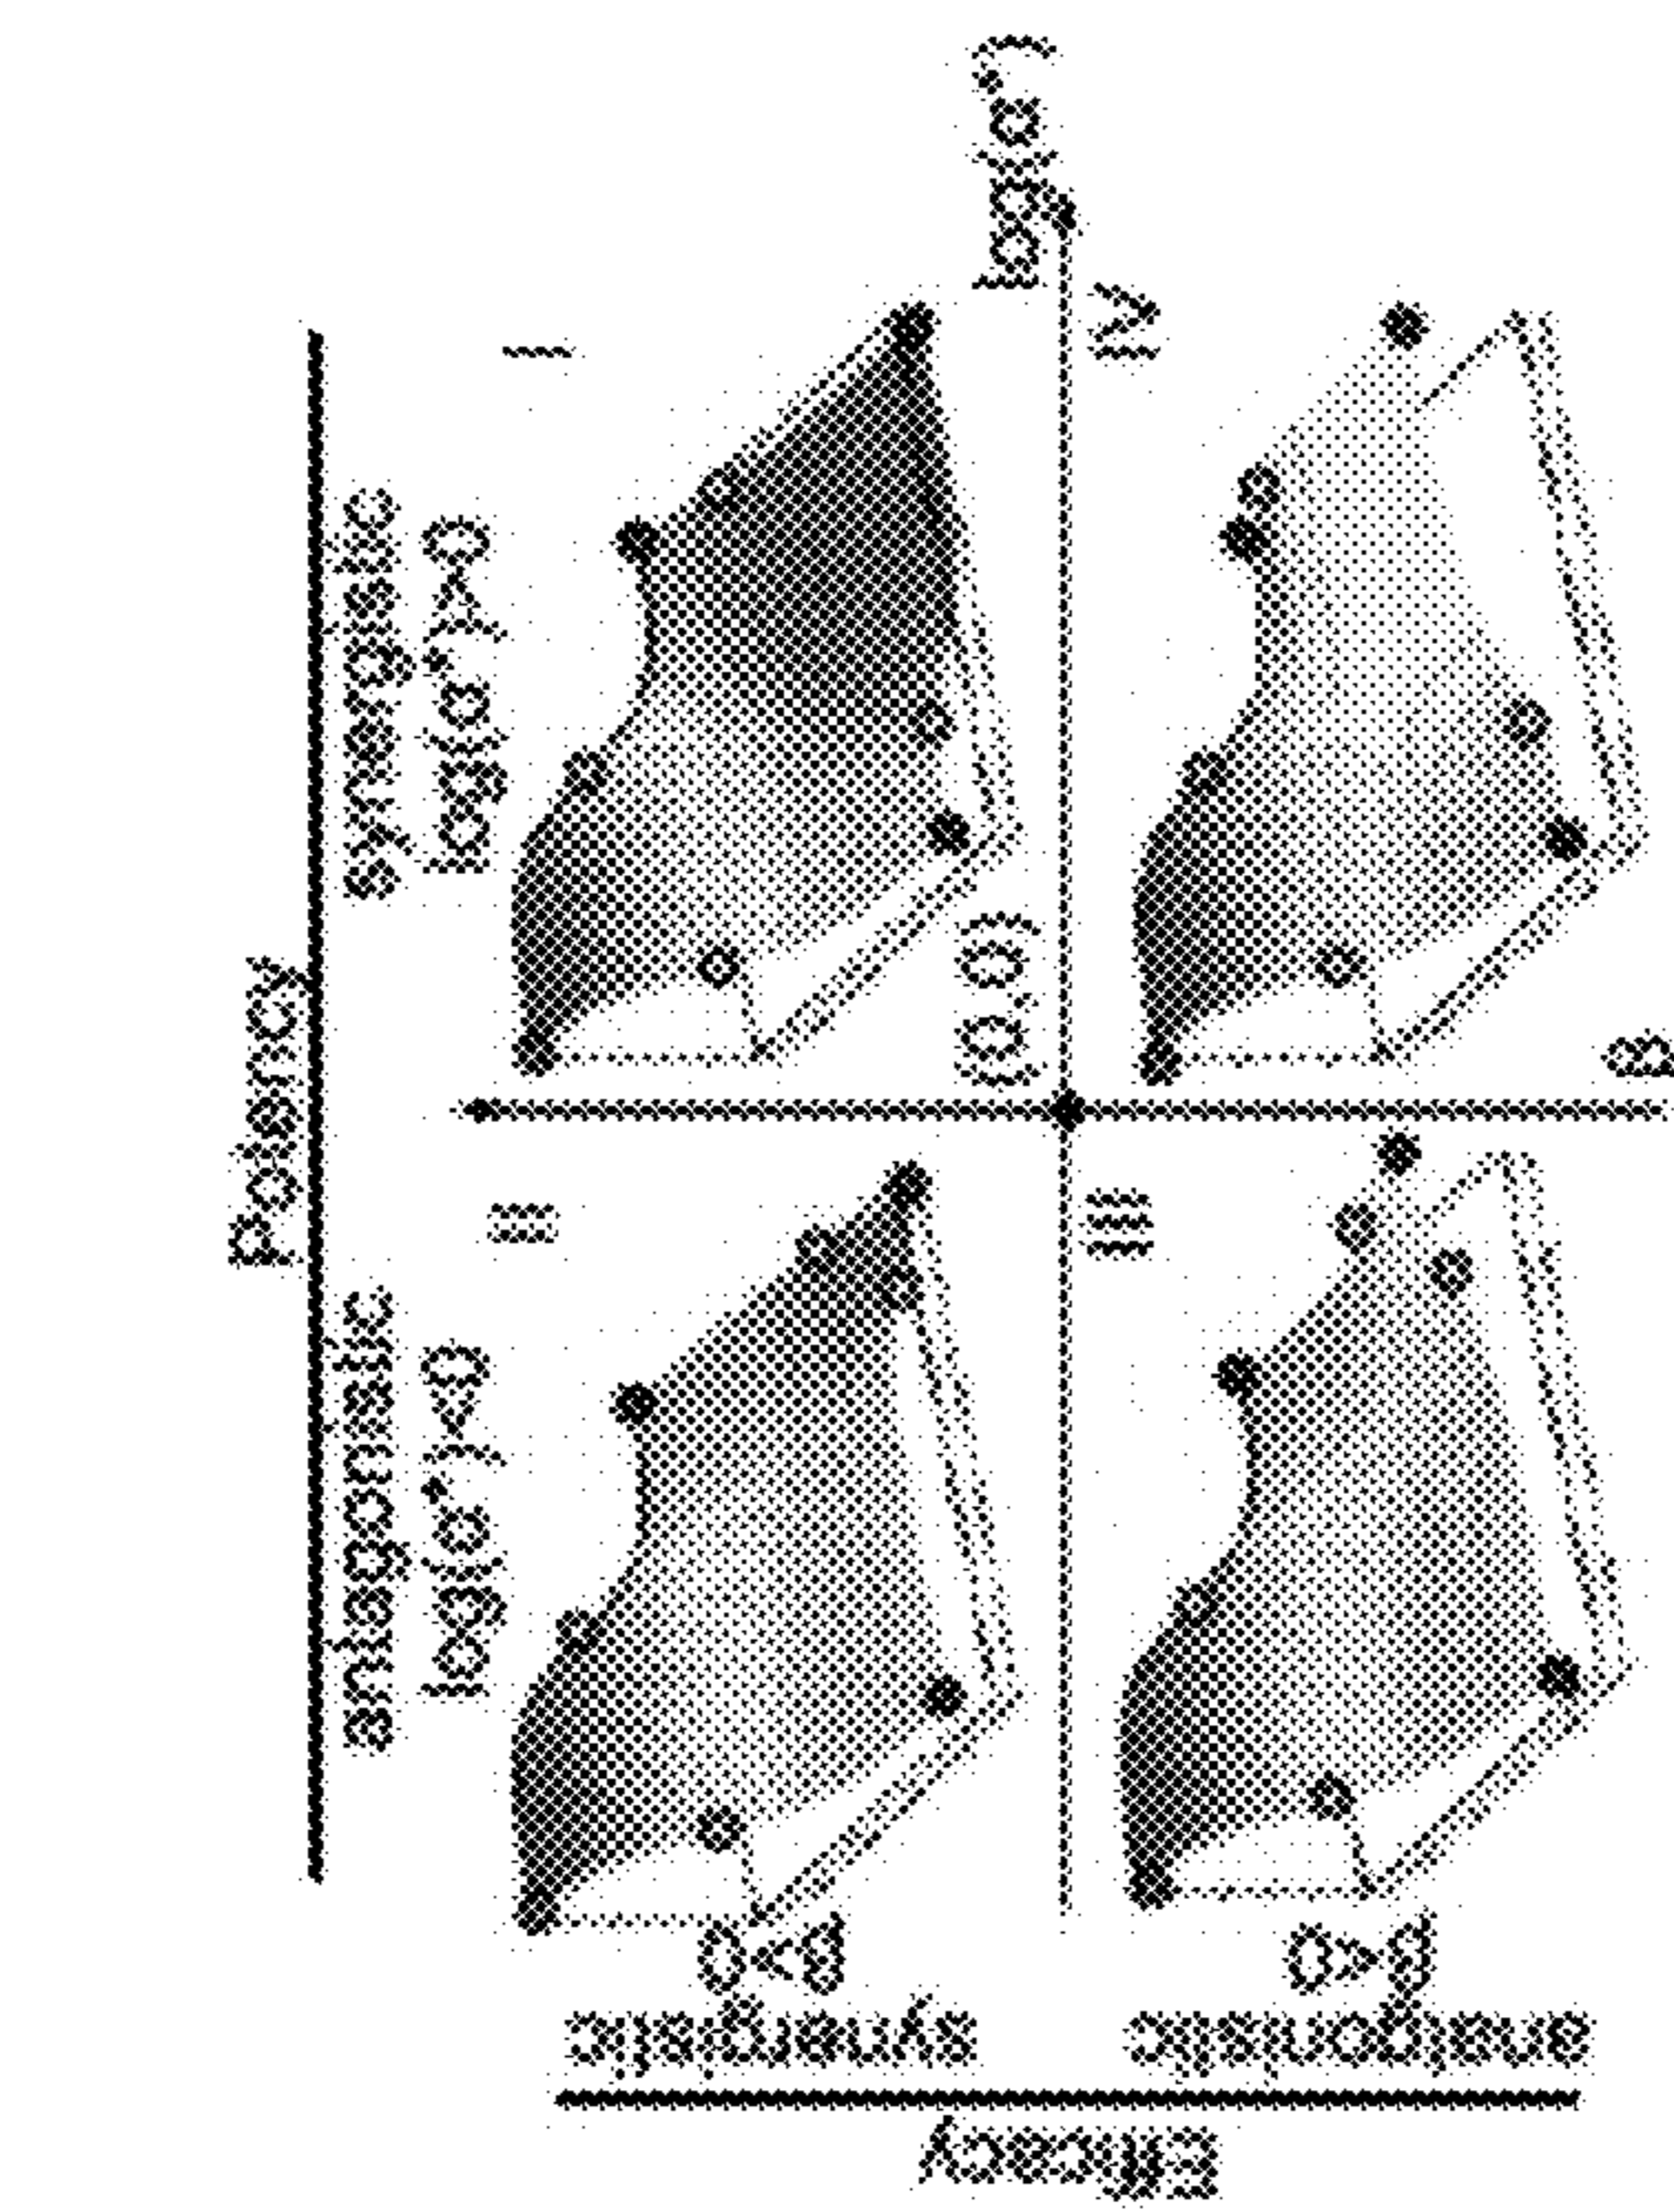 Potency
antagonistic synergistic
log(α*)<0 log(α*)>0
II I
Efficacy
synergistic
β>0
(0,0)
log(α*)
III IV
antagonistic
β<0
β